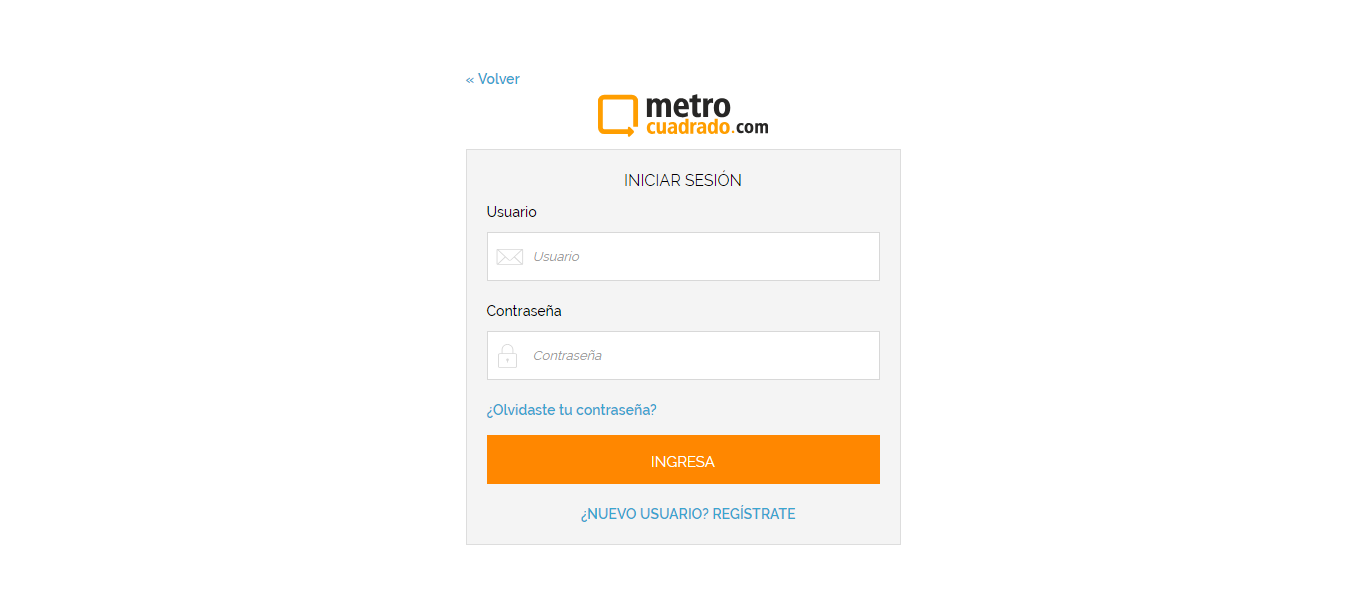 « Volver
metro
cuadrado.com
INICIAR SESIÓN
Usuario
Usuario
Contraseña
Contraseña
¿Olvidaste tu contraseña?
INGRESA
¿NUEVO USUARIO? REGÍSTRATE